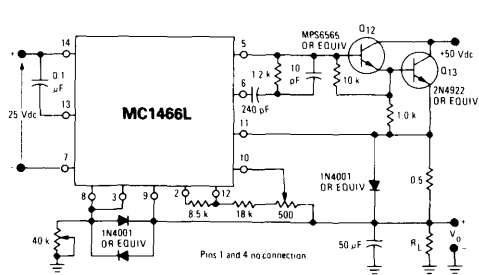 MPS6565
OR EQUIV
Q12
+50 Vdc
14
5
+
0.1
μF
1.2 k
10
pF
10 k
Q13
6
240 pF
2N4922
OR EQUIV
13
MC1466L
25 Vdc
11
1.0 k
10
-
7
1N4001
OR EQUIV
0.5
8
3
9
2
12
8.5 k
18 k
500
40 k
1N4001
OR EQUIV
50 μF
RL
+
Vo
-
Pins 1 and 4 no connection.